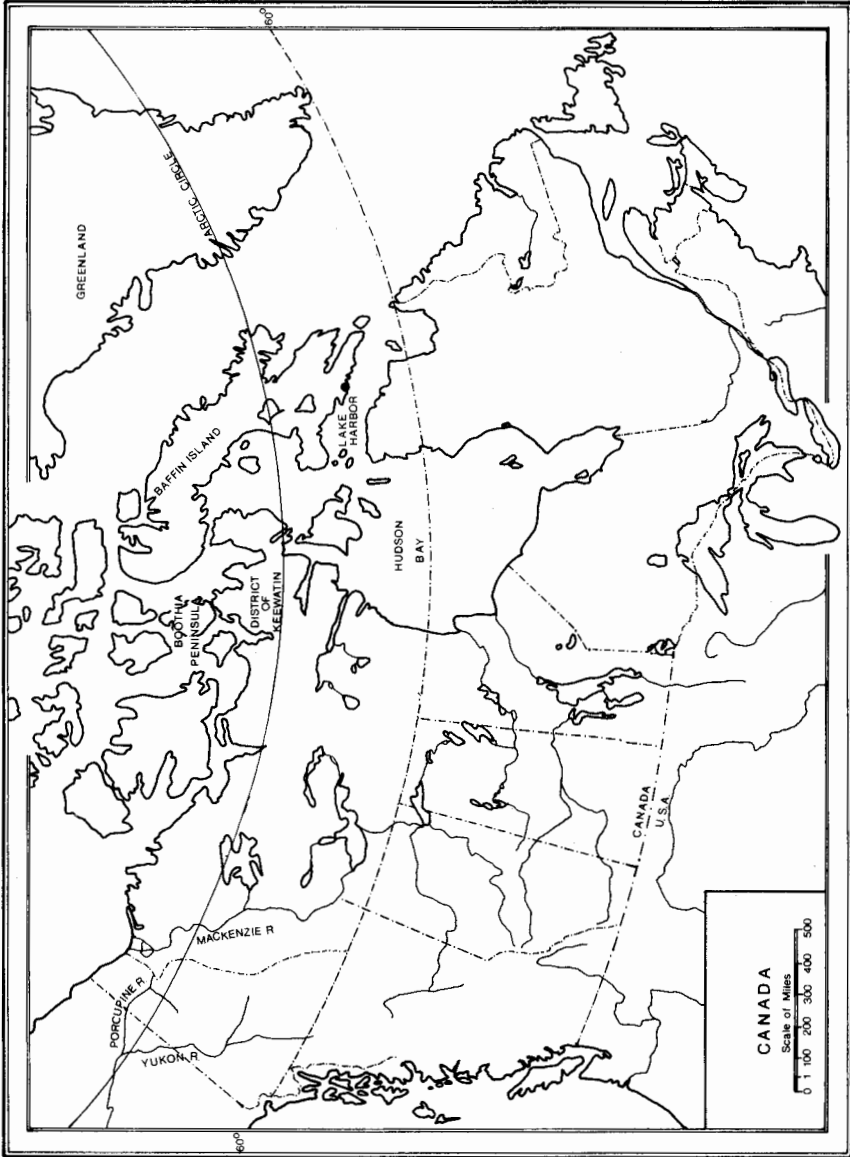 60°
ARCTIC CIRCLE
GREENLAND
BAFFIN ISLAND
LAKE
HARBOR
HUDSON
BAY
BOOTHIA
PENINSULA
DISTRICT
OF
KEEWATIN
MACKENZIE R
PORCUPINE R
YUKON R.
60°
CANADA
U.S.A.
CANADA
Scale of Miles
0 1 100 200 300 400 500